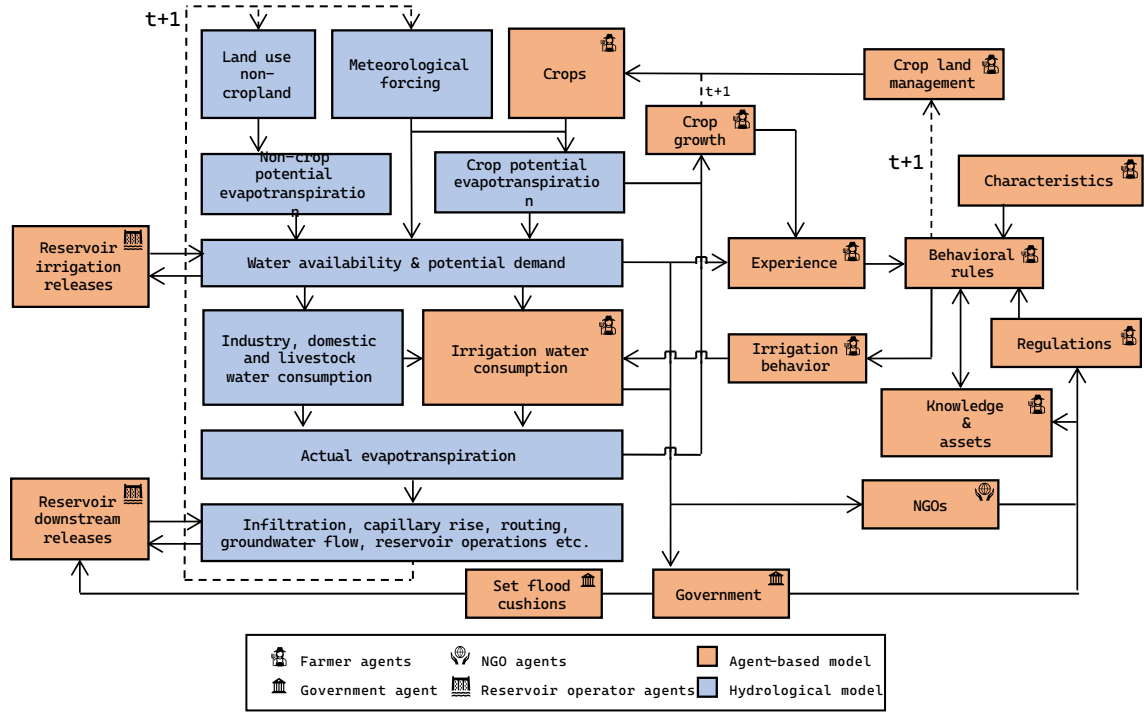 t+1
Land use
non-
cropland
Meteorological
forcing
Crops
Crop land
management
t+1
Crop
growth
t+1
Non-crop
potential
evapotranspirati
n
Crop potential
evapotranspiratio
n
Characteristics
Reservoir
irrigation
releases
Water availability & potential demand
Experience
Behavioral
rules
Industry, domestic
and livestock
water consumption
Irrigation water
consumption
Irrigation
behavior
Regulations
Knowledge
&
assets
Actual evapotranspiration
Reservoir
downstream
releases
Infiltration, capillary rise, routing,
groundwater flow, reservoir operations etc.
NGOs
Set flood
cushions
Government
Farmer agents
NGO agents
Agent-based model
Government agent
Reservoir operator agents
Hydrological model